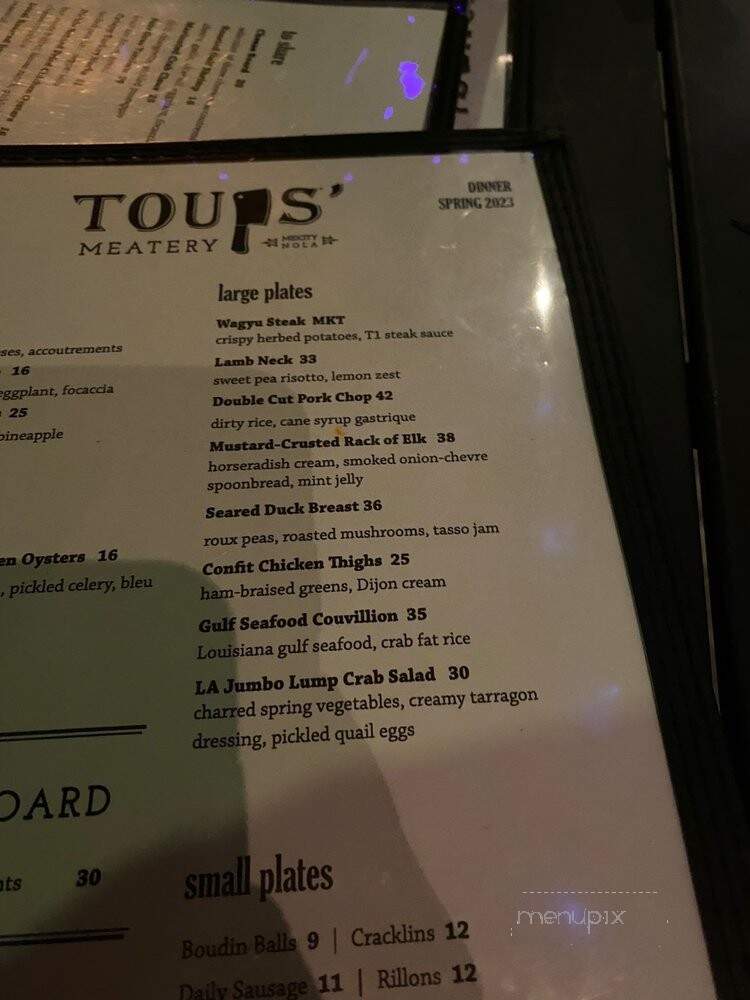 to share
TOUPS'
MEATERY
MIDCITY
NOLA
DINNER
SPRING 2023
ses, accoutrements
16
eggplant, focaccia
25
pineapple
en Oysters 16
, pickled celery, bleu
OARD
nts 30
large plates
Wagyu Steak MKT
crispy herbed potatoes, T1 steak sauce
Lamb Neck 33
sweet pea risotto, lemon zest
Double Cut Pork Chop 42
dirty rice, cane syrup gastrique
Mustard-Crusted Rack of Elk 38
horseradish cream, smoked onion-chevre
spoonbread, mint jelly
Seared Duck Breast 36
roux peas, roasted mushrooms, tasso jam
Confit Chicken Thighs 25
ham-braised greens, Dijon cream
Gulf Seafood Couvillion 35
Louisiana gulf seafood, crab fat rice
LA Jumbo Lump Crab Salad 30
charred spring vegetables, creamy tarragon
dressing, pickled quail eggs
small plates
Boudin Balls 9 | Cracklins 12
Daily Sausage 11 | Rillons 12
menupix